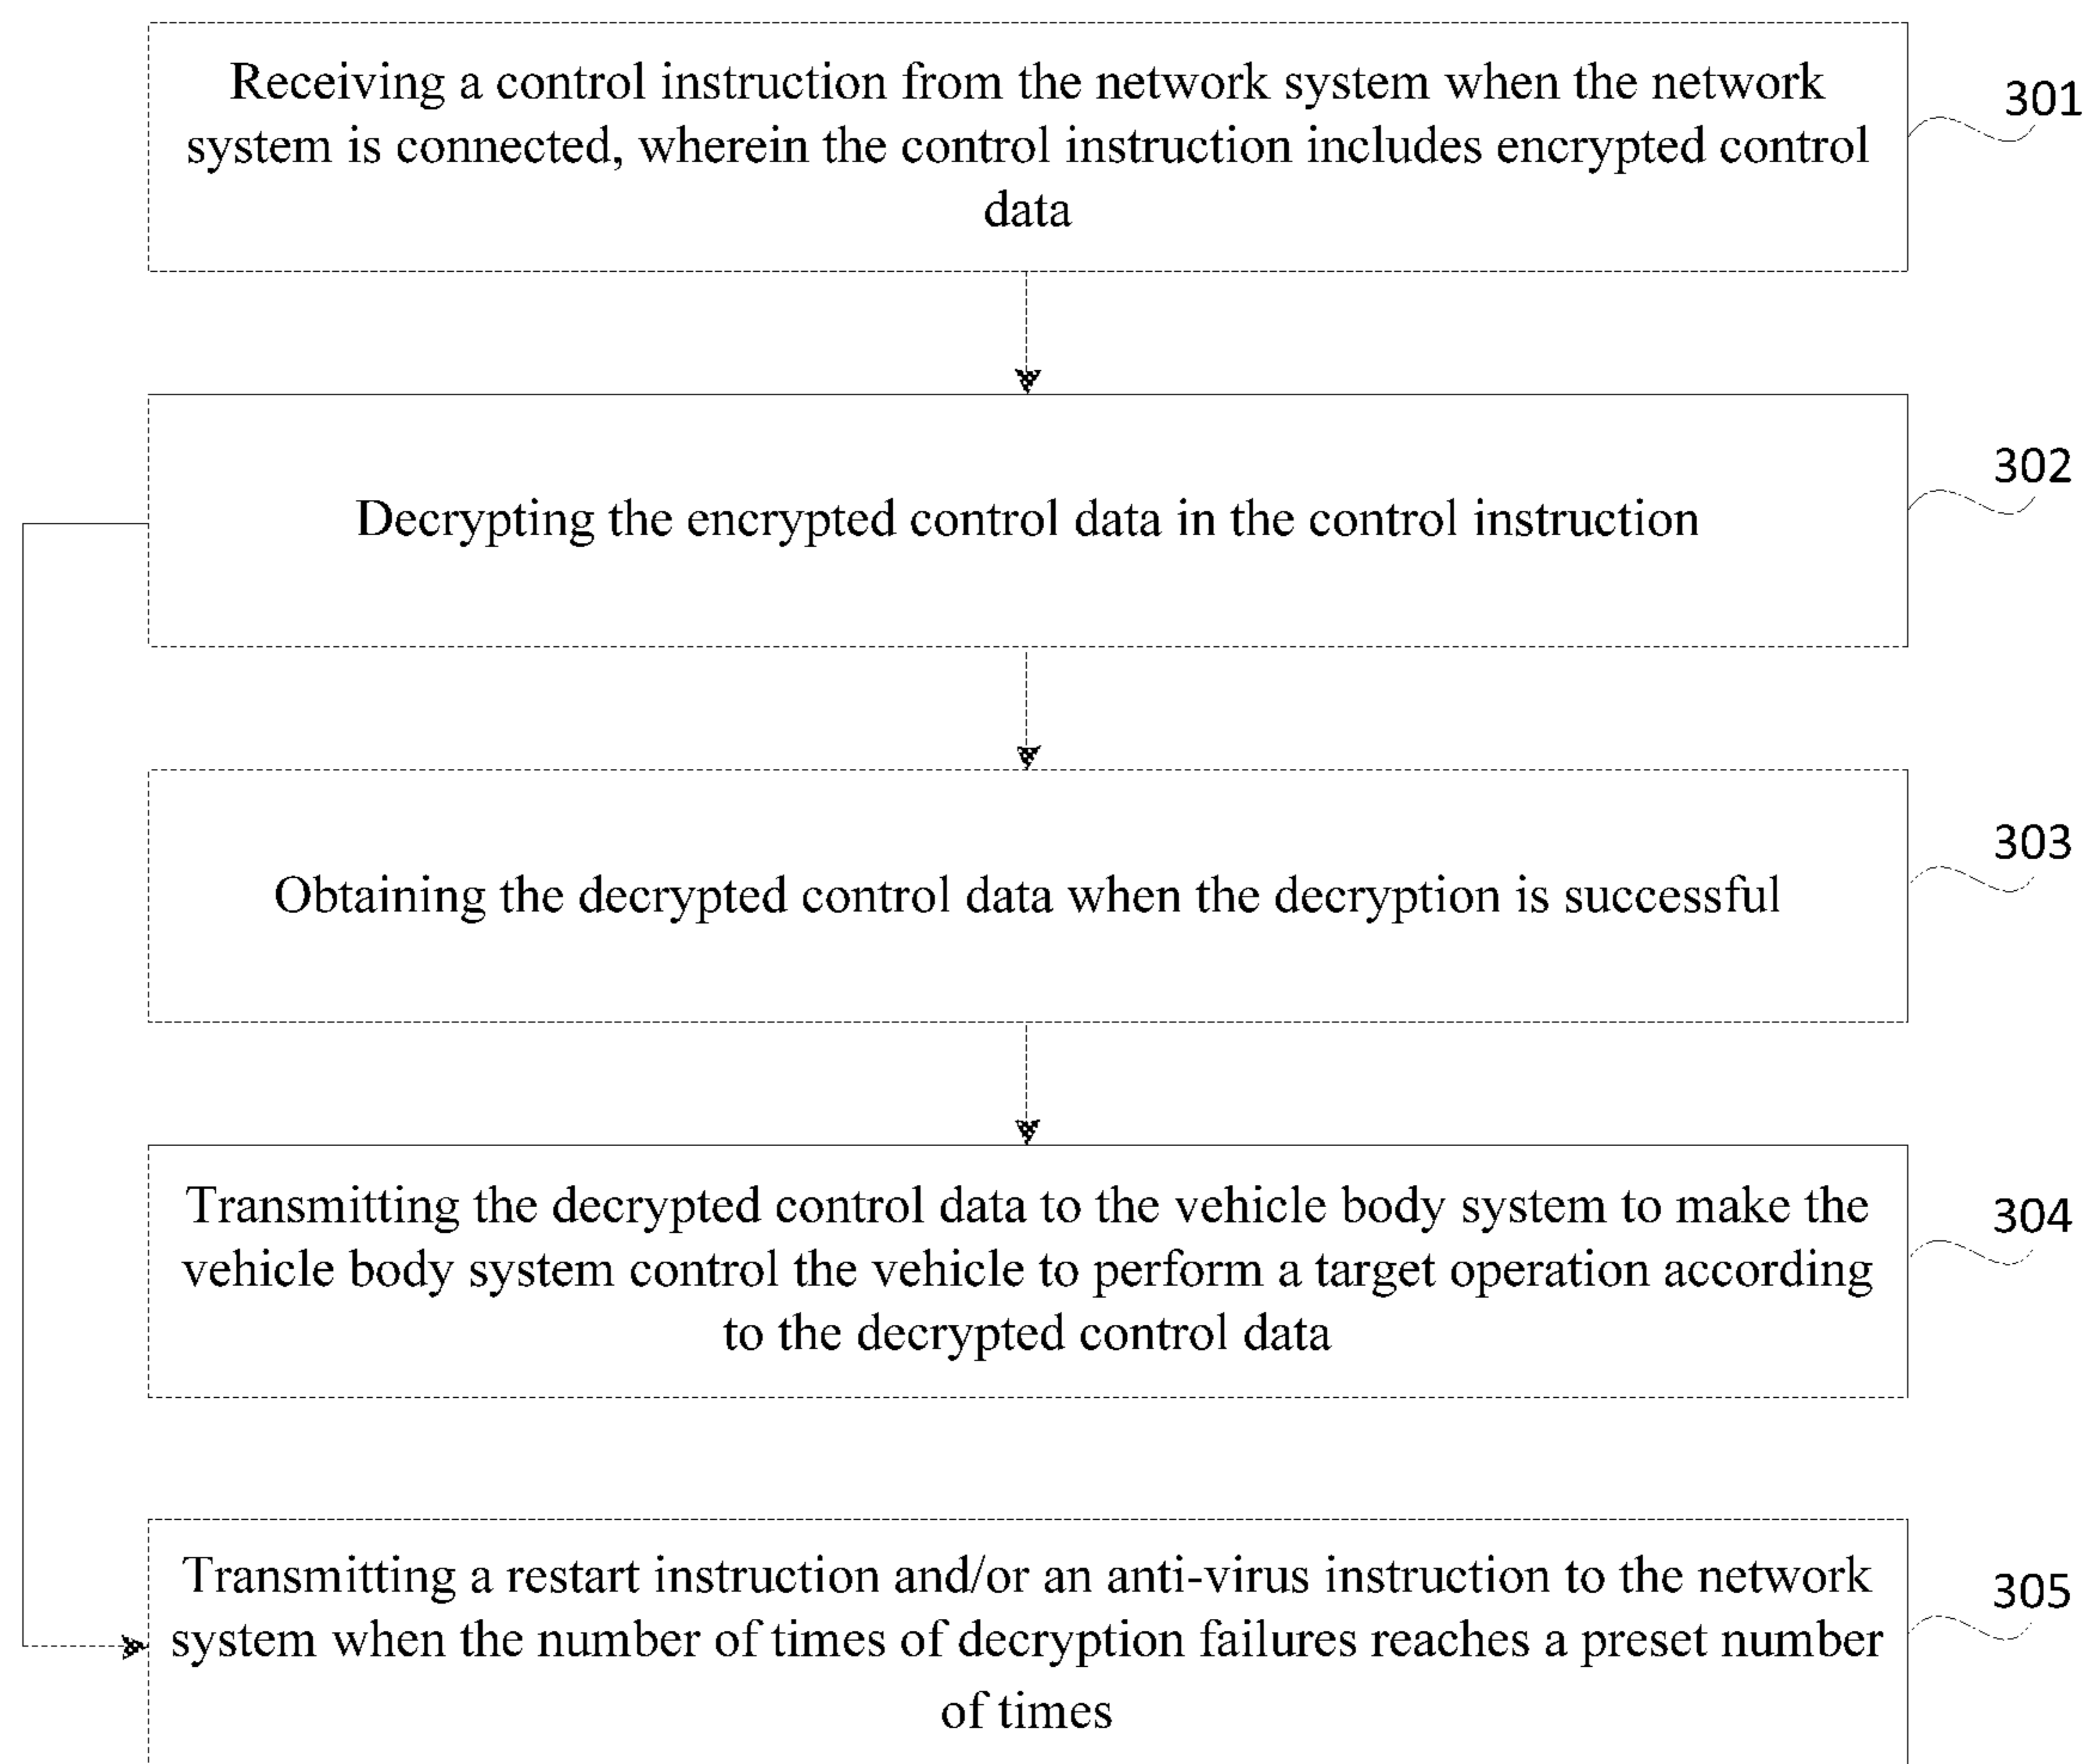 Receiving a control instruction from the network system when the network
system is connected, wherein the control instruction includes encrypted control
data
301
Decrypting the encrypted control data in the control instruction
302
Obtaining the decrypted control data when the decryption is successful
303
Transmitting the decrypted control data to the vehicle body system to make the
vehicle body system control the vehicle to perform a target operation according
to the decrypted control data
304
Transmitting a restart instruction and/or an anti-virus instruction to the network
system when the number of times of decryption failures reaches a preset number
of times
305